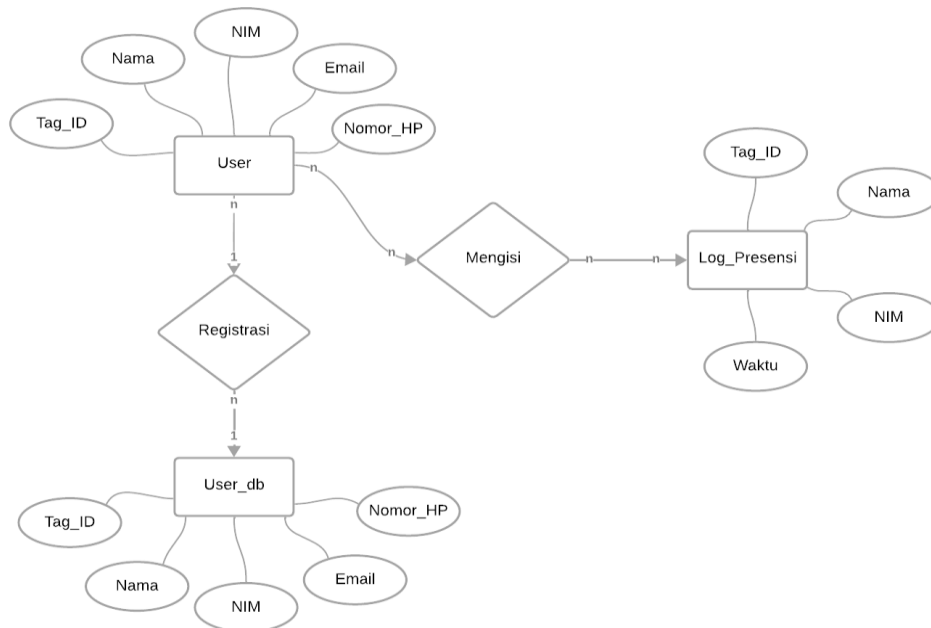 NIM
Nama
Email
Tag_ID
Nomor_HP
User
n
n
n
1
Mengisi
n
n
Tag_ID
Nama
Log_Presensi
NIM
Waktu
Registrasi
n
1
User_db
Tag_ID
Nomor_HP
Nama
Email
NIM